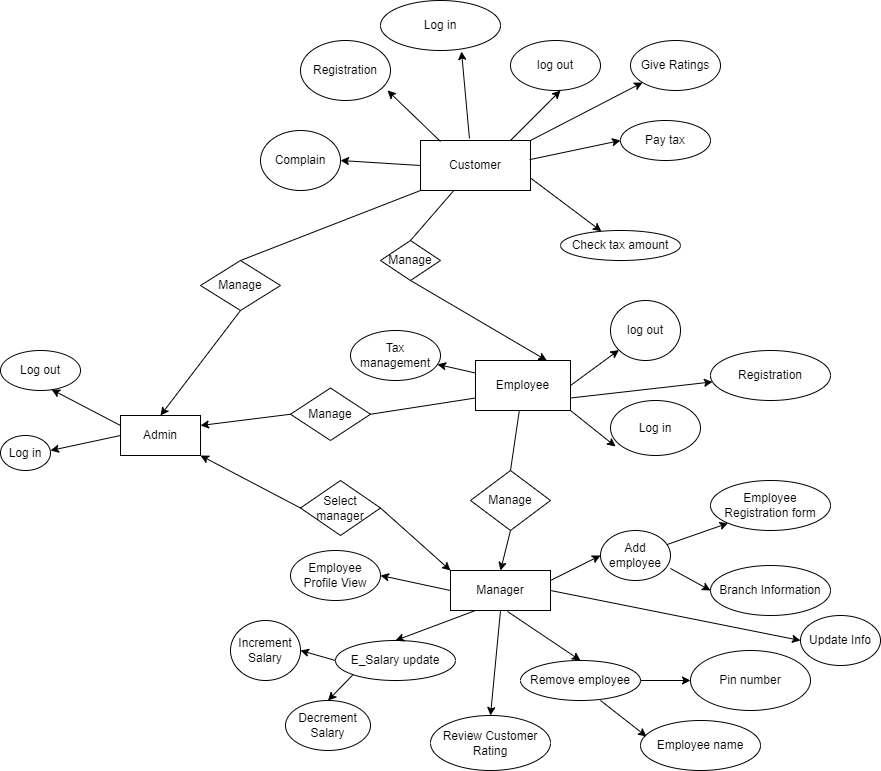 Log in
Registration
log out
Give Ratings
Complain
Customer
Pay tax
Check tax amount
Manage
Manage
Tax
management
log out
Log out
Employee
Registration
Manage
Admin
Log in
Log in
Select
manager
Manage
Employee
Registration form
Add
employee
Employee
Profile View
Manager
Branch Information
Increment
Salary
E_Salary update
Update Info
Remove employee
Pin number
Decrement
Salary
Review Customer
Rating
Employee name